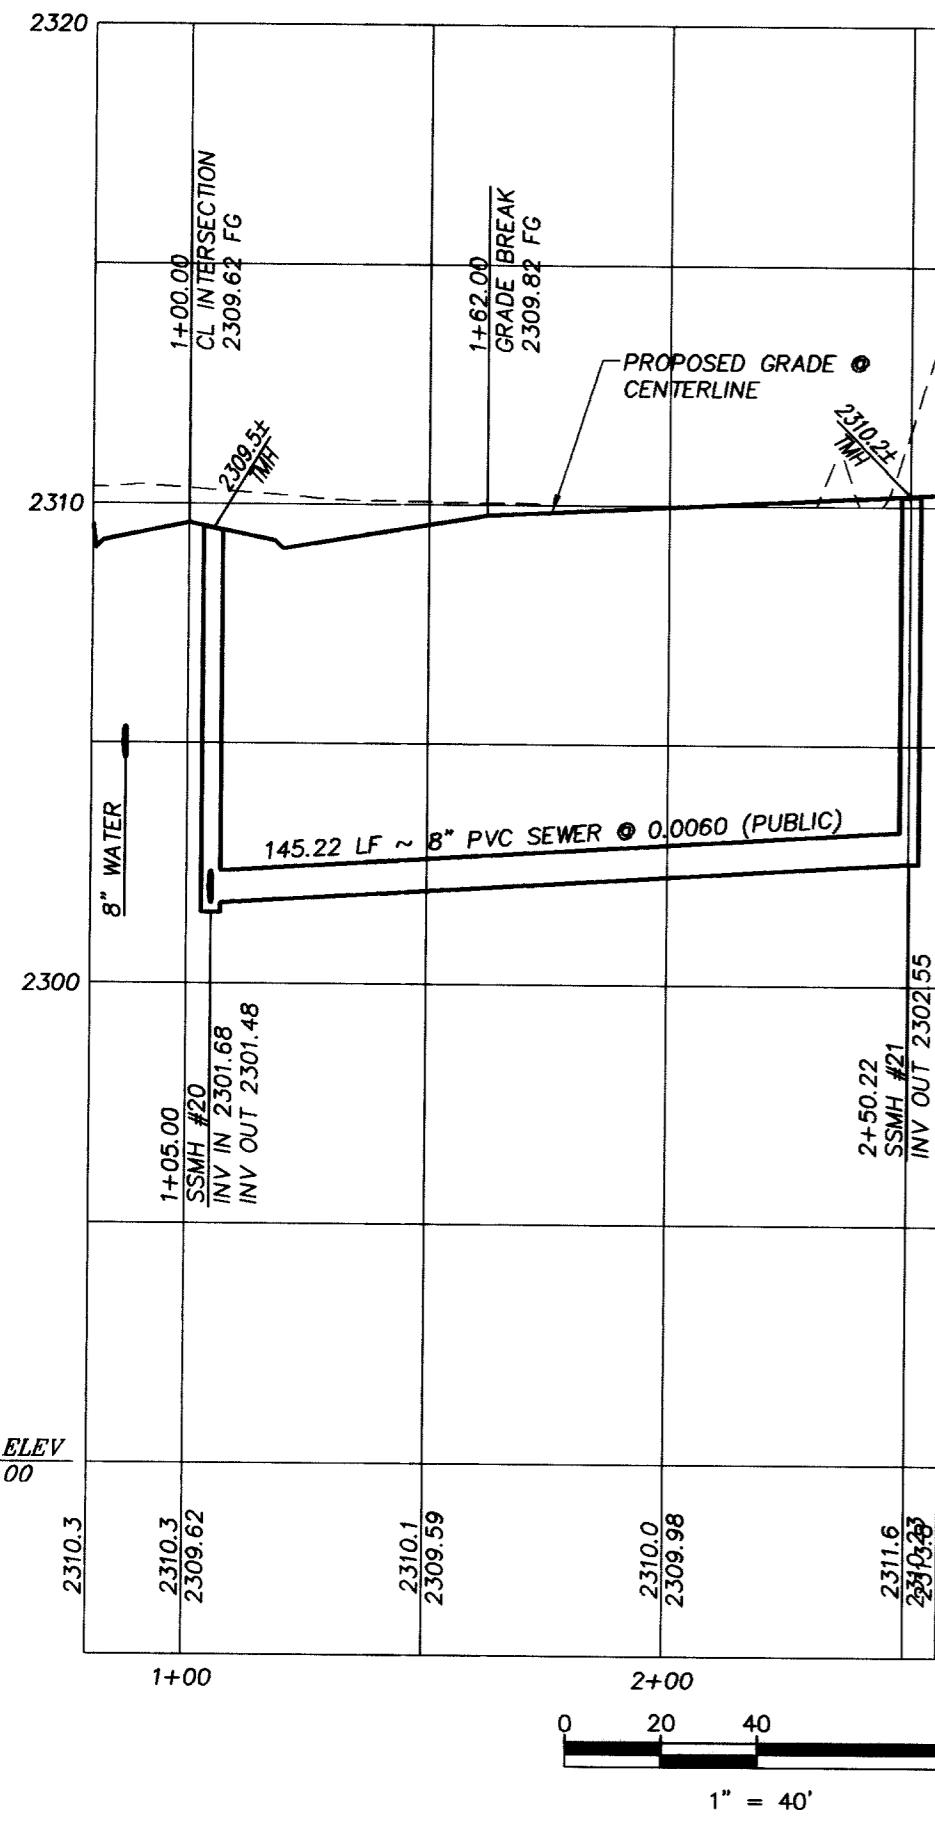 2320
1+00.00
CL INTERSECTION
2309.62 FG
1+62.00
GRADE BREAK
2309.82 FG
PROPOSED GRADE @
CENTERLINE
2309.5±
TMH
2310.2±
TMH
2310
8" WATER
145.22 LF ~ 8" PVC SEWER @ 0.0060 (PUBLIC)
2300
1+05.00
SSMH #20
INV IN 2301.68
INV OUT 2301.48
2+50.22
SSMH #21
INV OUT 2302.55
ELEV
00
2310.3
2310.3
2309.62
2310.1
2309.59
2310.0
2309.98
2311.6
2310.23
2313.8
1+00
2+00
0 20 40
1" = 40'